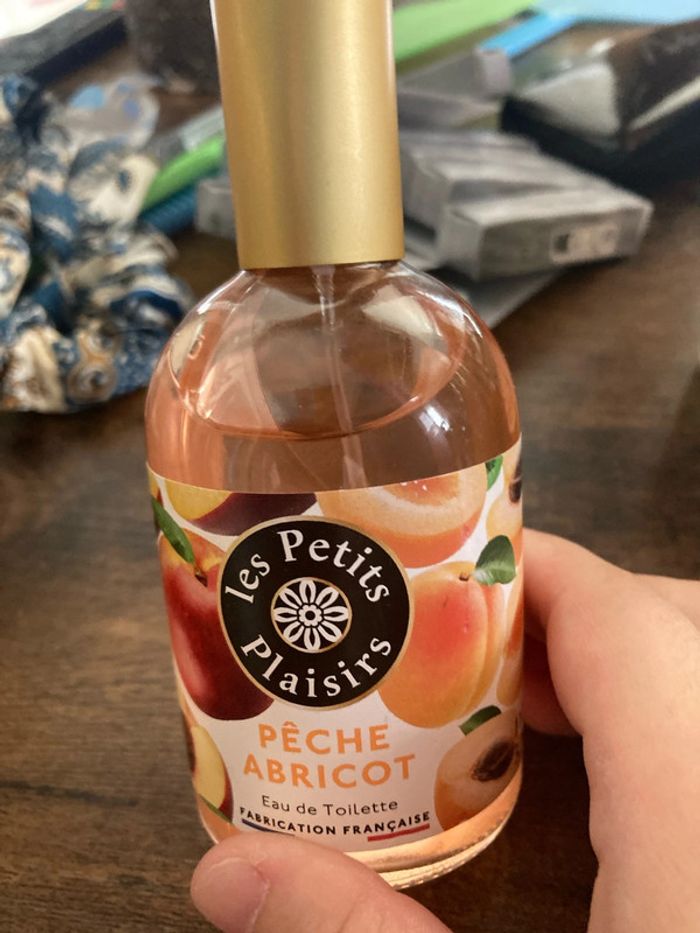 les Petits
Plaisirs
PÊCHE
ABRICOT
Eau de Toilette
FABRICATION FRANÇAISE